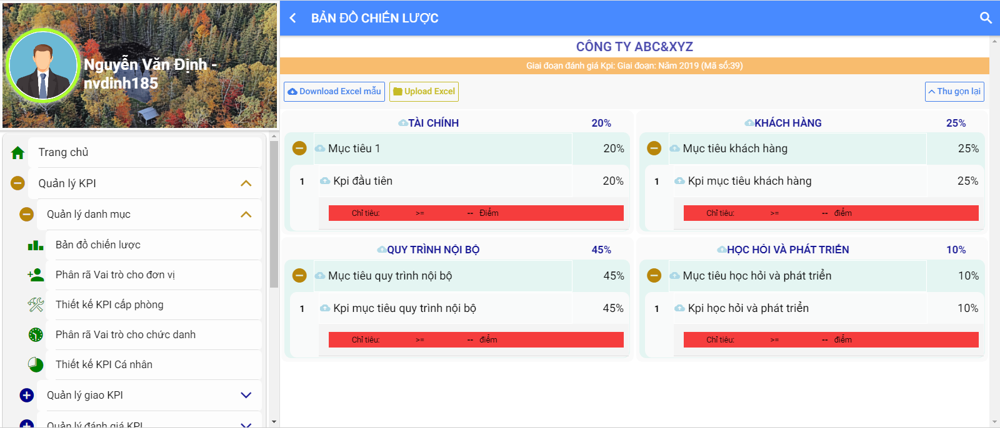 Nguyễn Văn Định -
nvdinh185
Trang chủ
Quản lý KPI
Quản lý danh mục
Bản đồ chiến lược
Phân rã Vai trò cho đơn vị
Thiết kế KPI cấp phòng
Phân rã Vai trò cho chức danh
Thiết kế KPI Cá nhân
Quản lý giao KPI
Quản lý đánh giá KPI
BẢN ĐỒ CHIẾN LƯỢC
CÔNG TY ABC&XYZ
Giai đoạn đánh giá Kpi: Giai đoạn: Năm 2019 (Mã số:39)
Download Excel mẫu Upload Excel Thu gọn lại
TÀI CHÍNH 20%
Mục tiêu 1 20%
1 Kpi đầu tiên 20%
Chỉ tiêu: >= -- Điểm
KHÁCH HÀNG 25%
Mục tiêu khách hàng 25%
1 Kpi mục tiêu khách hàng 25%
Chỉ tiêu: >= -- điểm
QUY TRÌNH NỘI BỘ 45%
Mục tiêu quy trình nội bộ 45%
1 Kpi mục tiêu quy trình nội bộ 45%
Chỉ tiêu: >= -- điểm
HỌC HỎI VÀ PHÁT TRIỂN 10%
Mục tiêu học hỏi và phát triển 10%
1 Kpi học hỏi và phát triển 10%
Chỉ tiêu: >= -- điểm